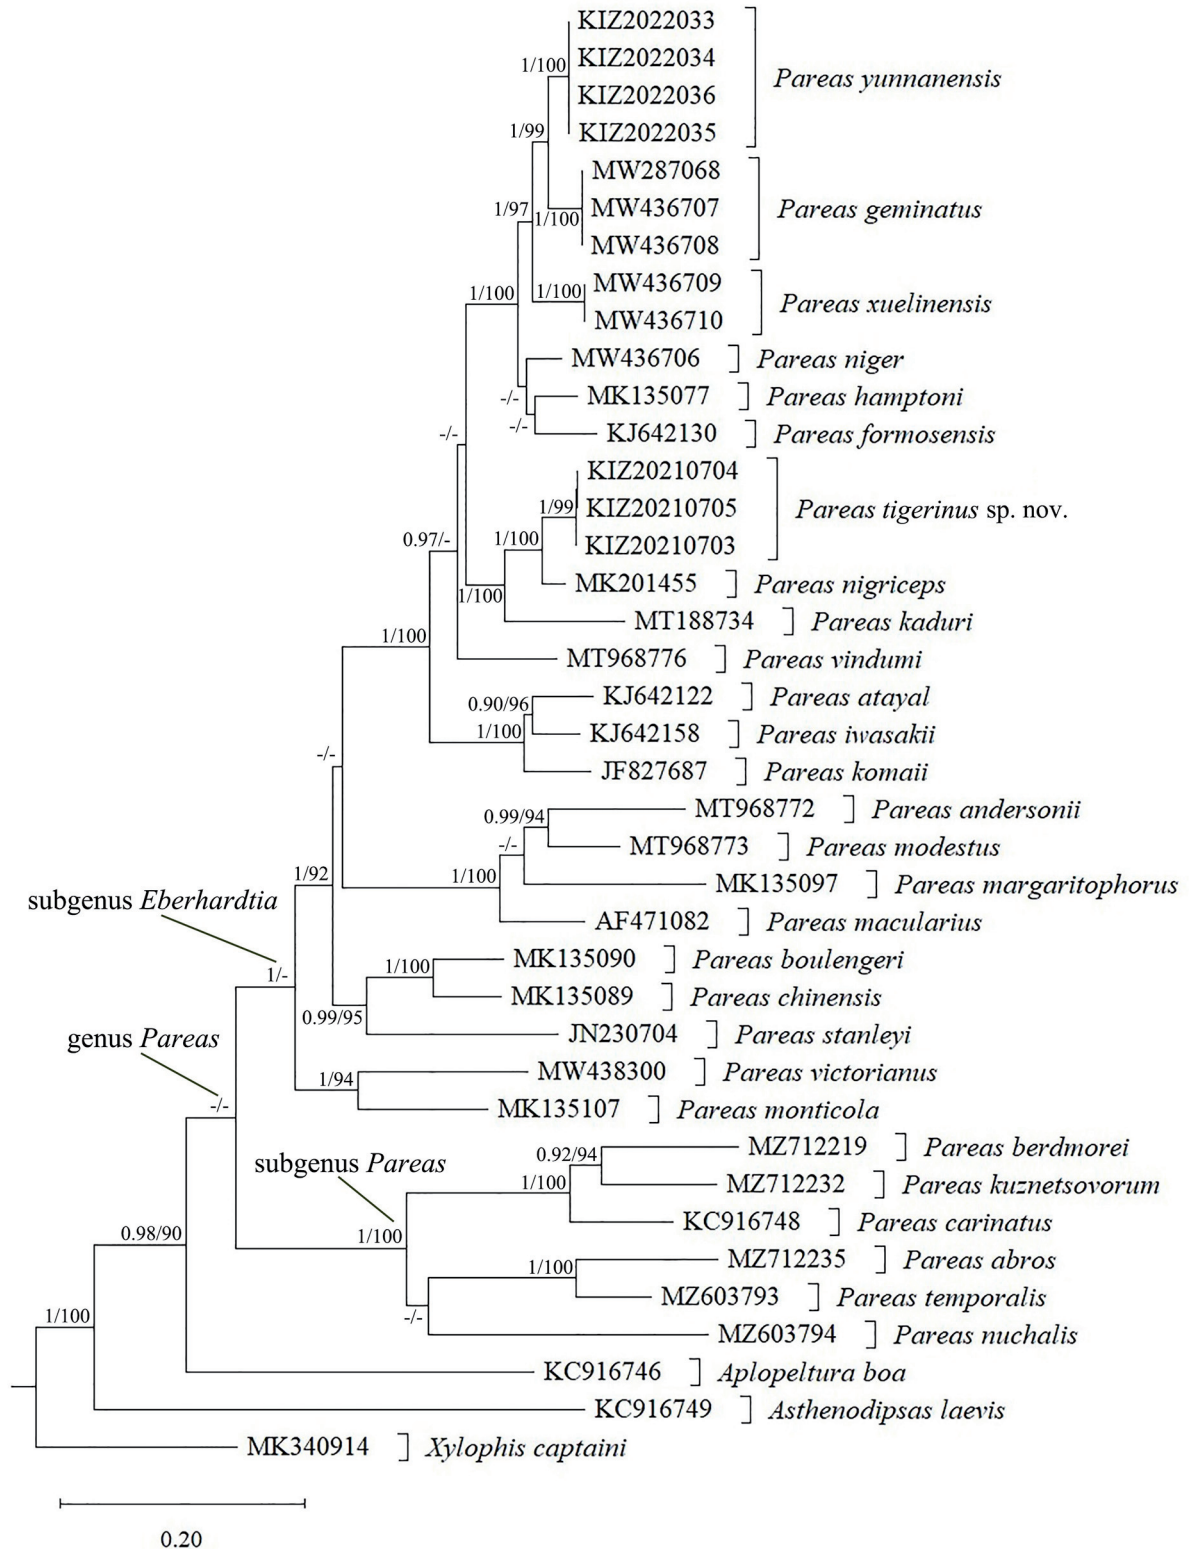 KIZ2022033
1/100
KIZ2022034
Pareas yunnanensis
KIZ2022036
1/99
KIZ2022035
MW287068
1/97
MW436707
Pareas geminatus
1/100
MW436708
MW436709
1/100
1/100
Pareas xuelinensis
MW436710
MW436706 Pareas niger
-/-
MK135077 Pareas hamptoni
-/-
KJ642130 Pareas formosensis
-/-
KIZ20210704
1/99
KIZ20210705
Pareas tigerinus sp. nov.
0.97/-
1/100
KIZ20210703
MK201455 Pareas nigriceps
1/100
MT188734 Pareas kaduri
1/100
MT968776 Pareas vindumi
0.90/96
KJ642122 Pareas atayal
1/100
KJ642158 Pareas iwasakii
-/-
JF827687 Pareas komaii
0.99/94
MT968772 Pareas andersonii
-/-
MT968773 Pareas modestus
1/92
1/100
MK135097 Pareas margaritophorus
subgenus Eberhardtia
AF471082 Pareas macularius
1/-
1/100
MK135090 Pareas boulengeri
MK135089 Pareas chinensis
0.99/95
JN230704 Pareas stanleyi
genus Pareas
1/94
MW438300 Pareas victorianus
-/-
MK135107 Pareas monticola
0.92/94
MZ712219 Pareas berdmorei
subgenus Pareas
1/100
MZ712232 Pareas kuznetsovorum
KC916748 Pareas carinatus
0.98/90
1/100
1/100
MZ712235 Pareas abros
MZ603793 Pareas temporalis
-/-
MZ603794 Pareas nuchalis
1/100
KC916746 Aplopeltura boa
KC916749 Asthenodipsas laevis
MK340914 Xylophis captaini
0.20